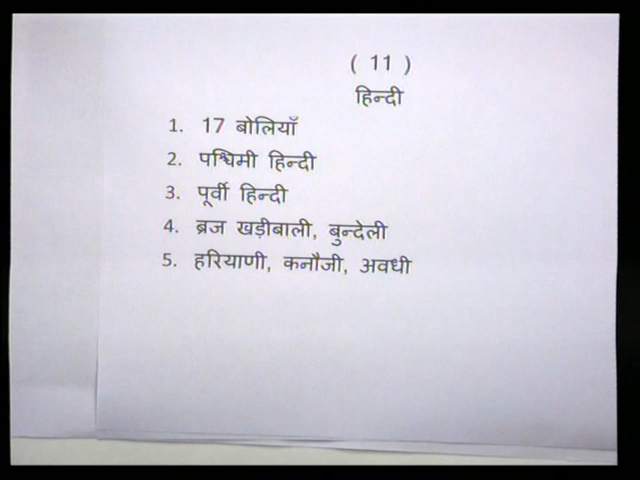 ( 11 )
हिन्दी
1. 17 बोलियाँ
2. पश्चिमी हिन्दी
3. पूर्वी हिन्दी
4. ब्रज खड़ीबाली, बुन्देली
5. हरियाणी, कनौजी, अवधी